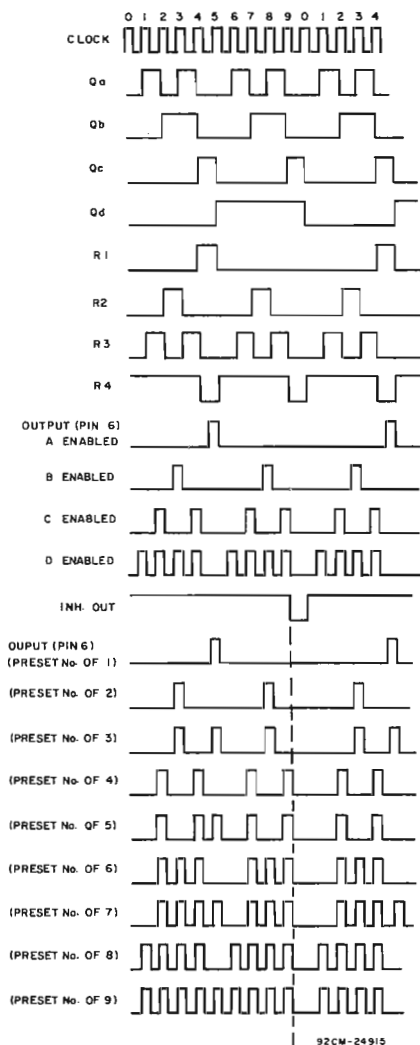 0 1 2 3 4 5 6 7 8 9 0 1 2 3 4
CLOCK
Qa
Qb
Qc
Qd
R1
R2
R3
R4
OUTPUT (PIN 6)
A ENABLED
B ENABLED
C ENABLED
D ENABLED
INH. OUT
OUPUT (PIN 6)
(PRESET No. OF 1)
(PRESET No. OF 2)
(PRESET No. OF 3)
(PRESET No. OF 4)
(PRESET No. OF 5)
(PRESET No. OF 6)
(PRESET No. OF 7)
(PRESET No. OF 8)
(PRESET No. OF 9)
92CM-24915